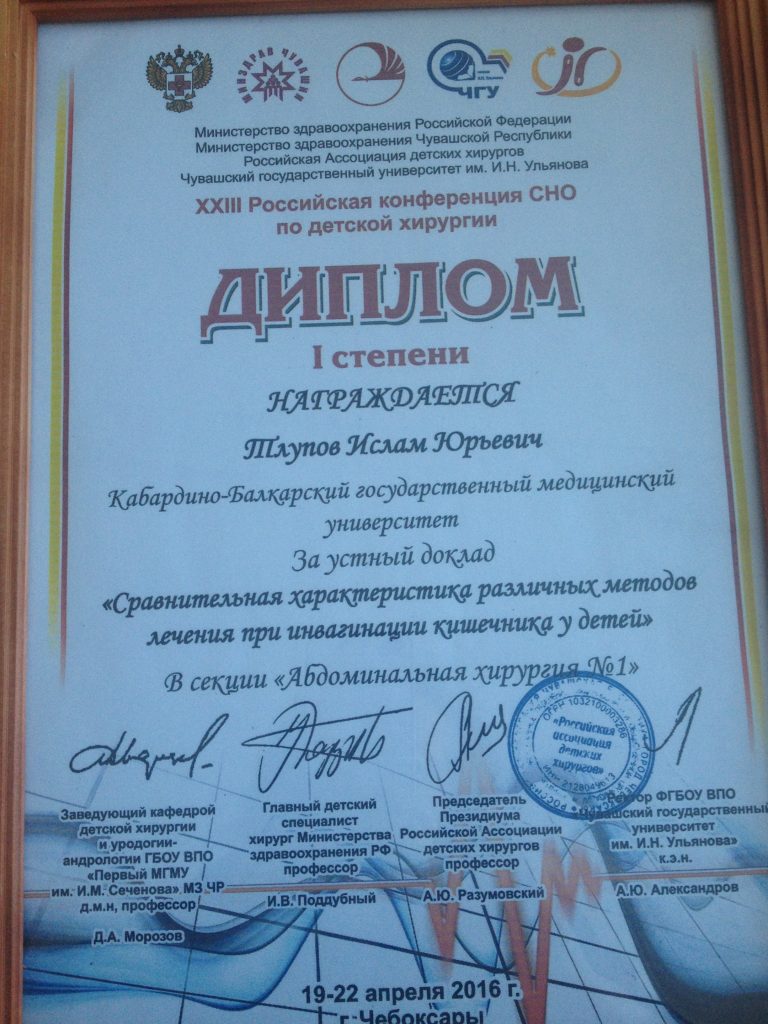 МИНЗДРАВ ЧУВАШИИ
ЧГУ
Министерство здравоохранения Российской Федерации
Министерство здравоохранения Чувашской Республики
Российская Ассоциация детских хирургов
Чувашский государственный университет им. И.Н. Ульянова
XXIII Российская конференция СНО
по детской хирургии
ДИПЛОМ
I степени
НАГРАЖДАЕТСЯ
Тлупов Ислам Юрьевич
Кабардино-Балкарский государственный медицинский
университет
За устный доклад
«Сравнительная характеристика различных методов
лечения при инвагинации кишечника у детей»
В секции «Абдоминальная хирургия №1»
«Российская
ассоциация
детских
хирургов»
Заведующий кафедрой
детской хирургии
и уродогии-
андрологии ГБОУ ВПО
«Первый МГМУ
им. И.М. Сеченова» МЗ ЧР
д.м.н, профессор
Д.А. Морозов
Главный детский
специалист
хирург Министерства
здравоохранения РФ
профессор
И.В. Поддубный
Председатель
Президиума
Российской Ассоциации
детских хирургов
профессор
А.Ю. Разумовский
ФГБОУ ВПО
государственный
университет
им. И.Н. Ульянова»
к.э.н.
А.Ю. Александров
19-22 апреля 2016 г.
г. Чебоксары